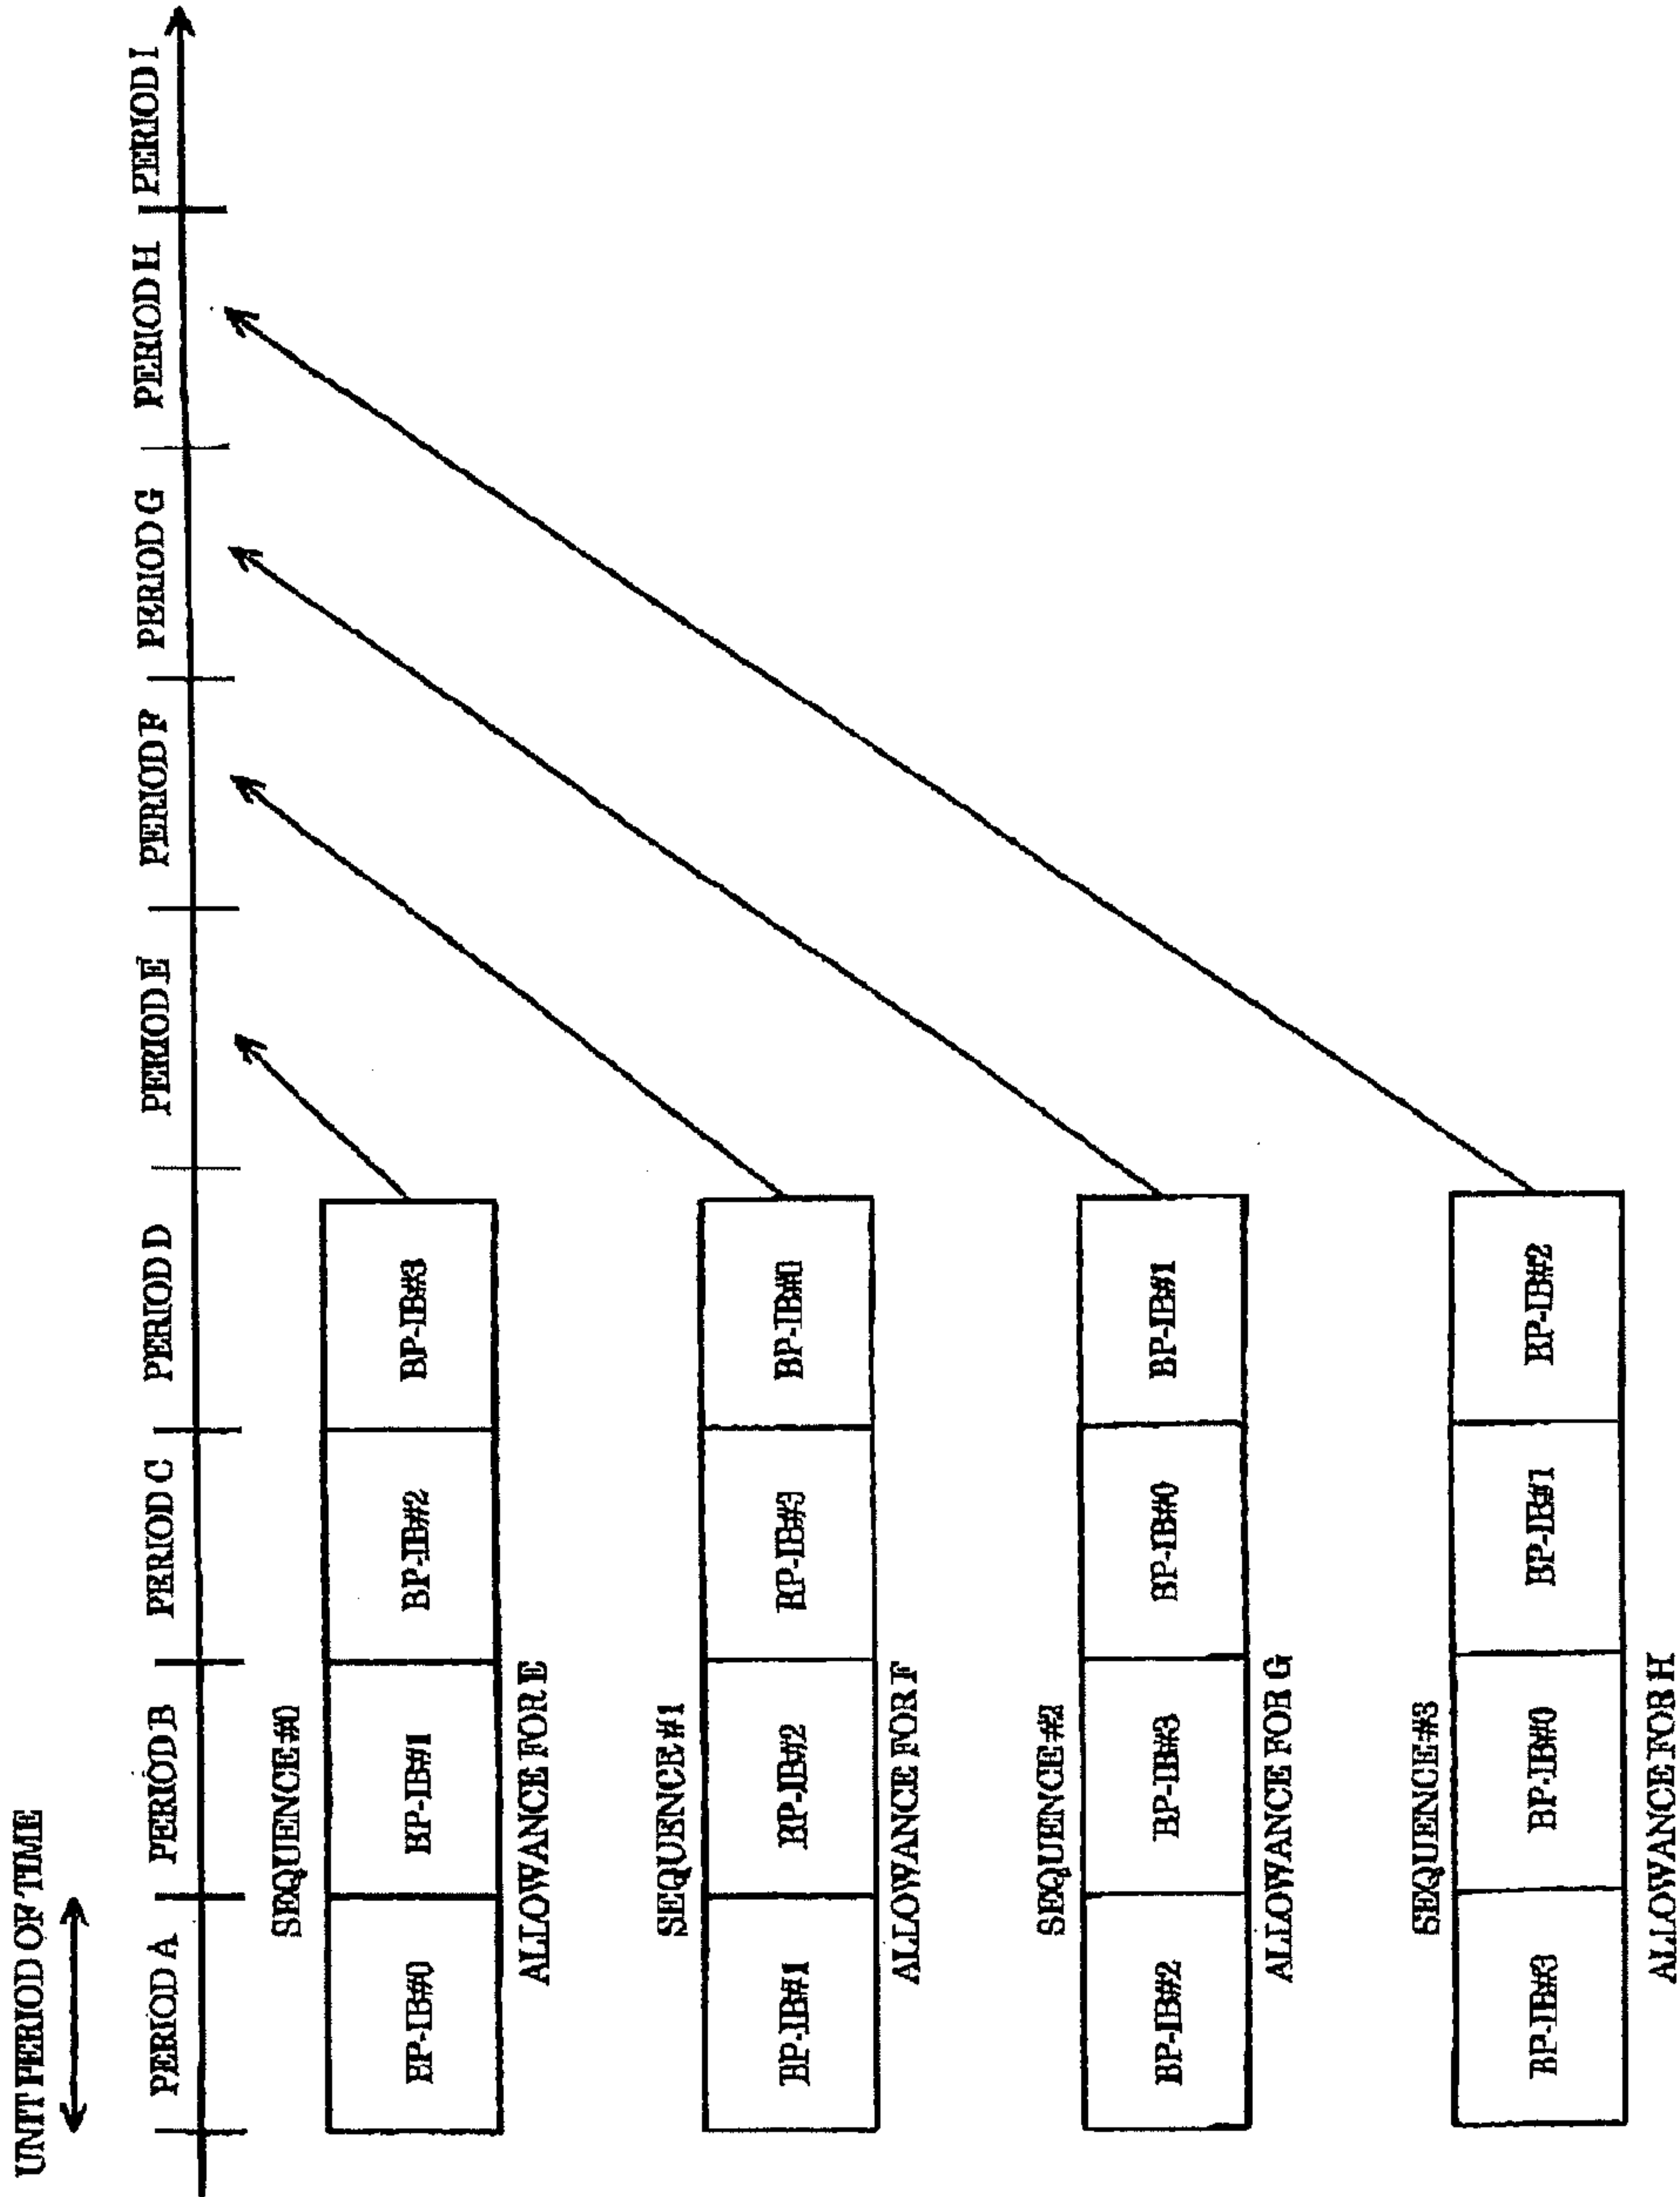 UNIT PERIOD OF TIME
PERIOD A PERIOD B PERIOD C PERIOD D PERIOD E PERIOD F PERIOD G PERIOD H PERIOD I
SEQUENCE #0
BP-IB#0 BP-IB#1 BP-IB#2 BP-IB#3
ALLOWANCE FOR E
SEQUENCE #1
BP-IB#1 BP-IB#2 BP-IB#3 BP-IB#0
ALLOWANCE FOR F
SEQUENCE #2
BP-IB#2 BP-IB#3 BP-IB#0 BP-IB#1
ALLOWANCE FOR G
SEQUENCE #3
BP-IB#3 BP-IB#0 BP-IB#1 BP-IB#2
ALLOWANCE FOR H